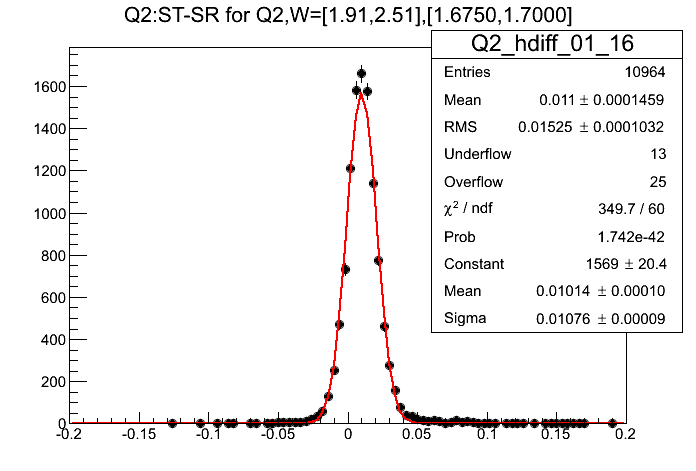 Q2:ST-SR for Q2,W=[1.91,2.51],[1.6750,1.7000]
Q2_hdiff_01_16
Entries 10964
Mean 0.011 ± 0.0001459
RMS 0.01525 ± 0.0001032
Underflow 13
Overflow 25
χ² / ndf 349.7 / 60
Prob 1.742e-42
Constant 1569 ± 20.4
Mean 0.01014 ± 0.00010
Sigma 0.01076 ± 0.00009
1600
1400
1200
1000
800
600
400
200
0
-0.2 -0.15 -0.1 -0.05 0 0.05 0.1 0.15 0.2